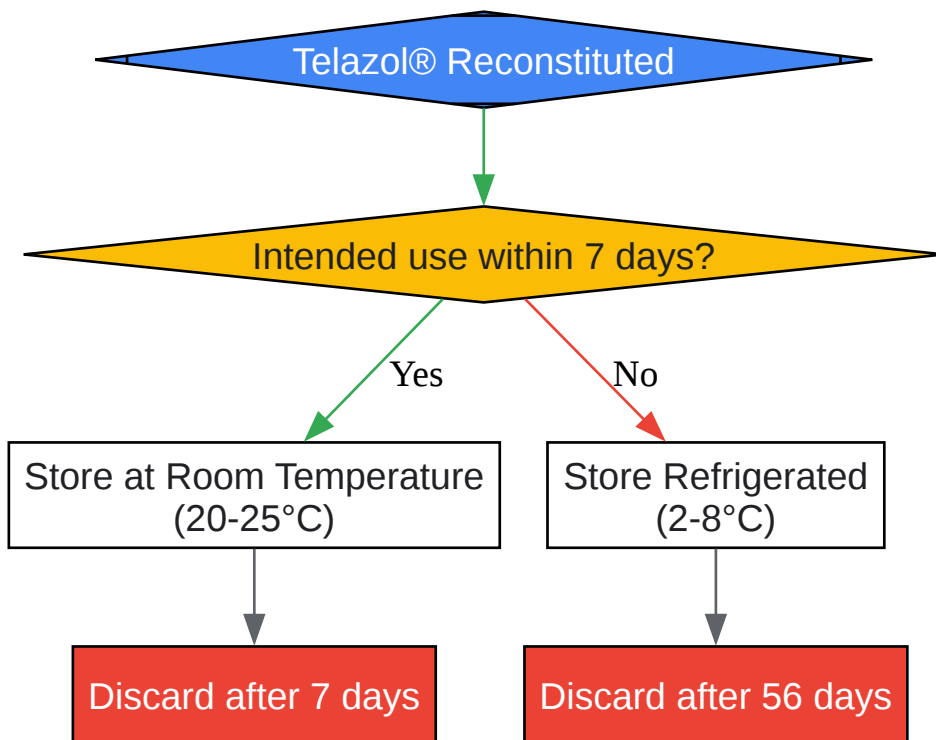 Telazol® Reconstituted
Intended use within 7 days?
Yes
No
Store at Room Temperature
(20-25°C)
Store Refrigerated
(2-8°C)
Discard after 7 days
Discard after 56 days